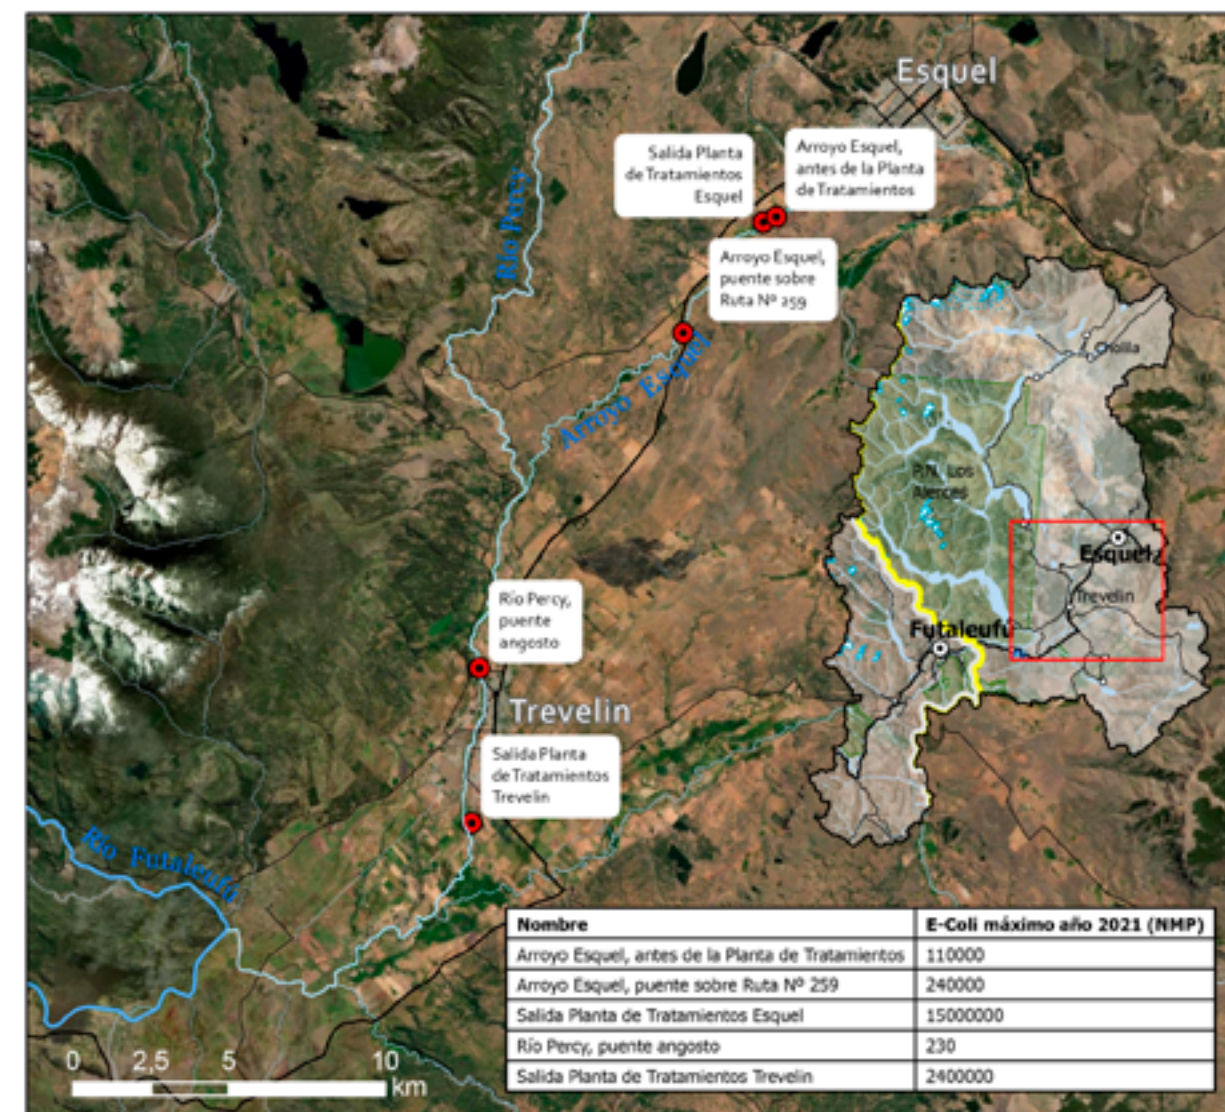 Esquel
Salida Planta
de Tratamientos
Esquel
Arroyo Esquel,
antes de la Planta
de Tratamientos
Río Percy
Arroyo Esquel,
puente sobre
Ruta Nº 259
Arroyo Esquel
Cholila
P.N. Los
Alerces
Esquel
Trevelin
Futaleufú
Río Percy,
puente
angosto
Trevelin
Salida Planta
de Tratamientos
Trevelin
Río Futaleufú
Nombre E-Coli máximo año 2021 (NMP)
Arroyo Esquel, antes de la Planta de Tratamientos 110000
Arroyo Esquel, puente sobre Ruta Nº 259 240000
Salida Planta de Tratamientos Esquel 15000000
Río Percy, puente angosto 230
Salida Planta de Tratamientos Trevelin 2400000
0 2,5 5 10
km